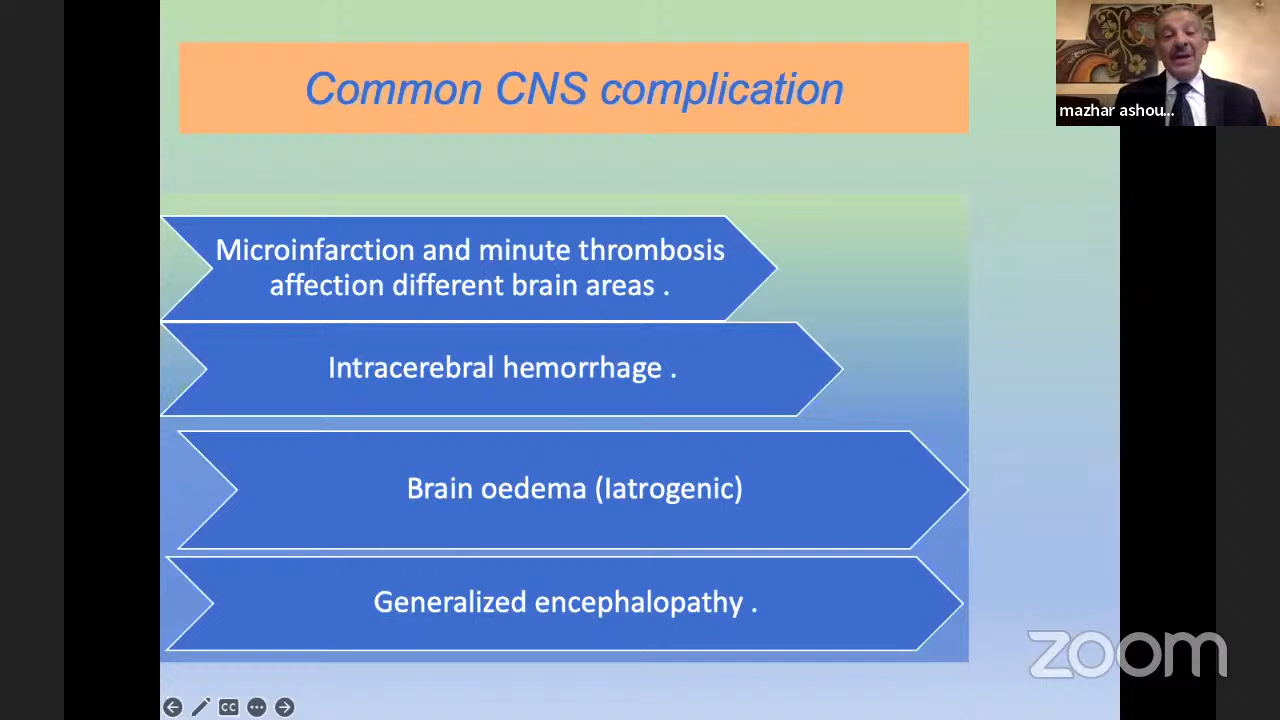 Common CNS complication
mazhar ashou...
Microinfarction and minute thrombosis
affection different brain areas .
Intracerebral hemorrhage .
Brain oedema (Iatrogenic)
Generalized encephalopathy .
zoom
CC